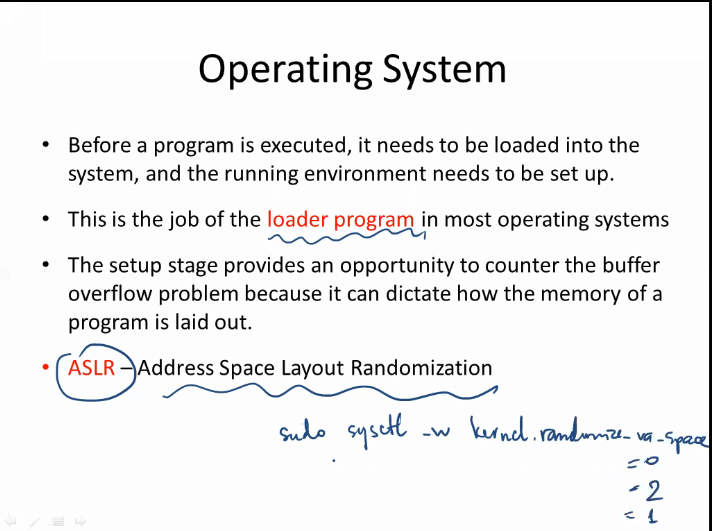 Operating System
• Before a program is executed, it needs to be loaded into the
system, and the running environment needs to be set up.
• This is the job of the loader program in most operating systems
• The setup stage provides an opportunity to counter the buffer
overflow problem because it can dictate how the memory of a
program is laid out.
• ASLR – Address Space Layout Randomization
sudo sysctl -w kernel.randomize_va_space
= 0
= 2
= 1